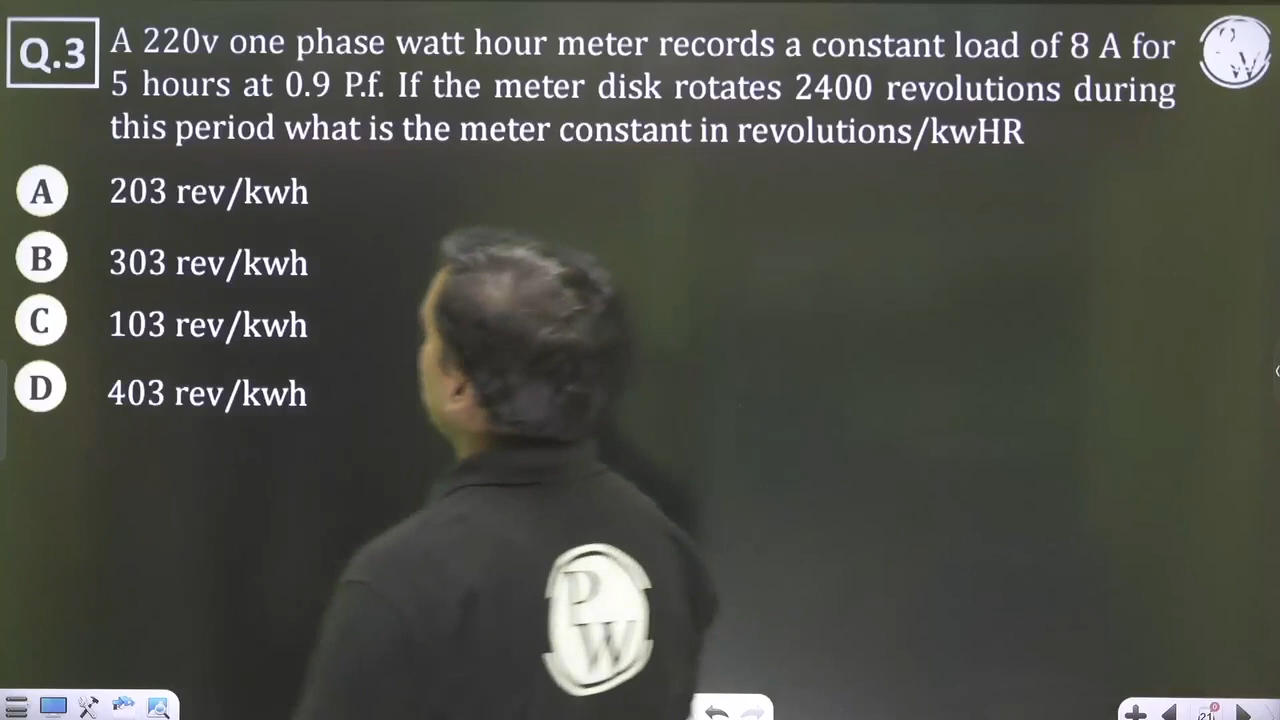 Q.3
A 220v one phase watt hour meter records a constant load of 8 A for
5 hours at 0.9 P.f. If the meter disk rotates 2400 revolutions during
this period what is the meter constant in revolutions/kwHR
A 203 rev/kwh
B 303 rev/kwh
C 103 rev/kwh
D 403 rev/kwh
P
W
P
W